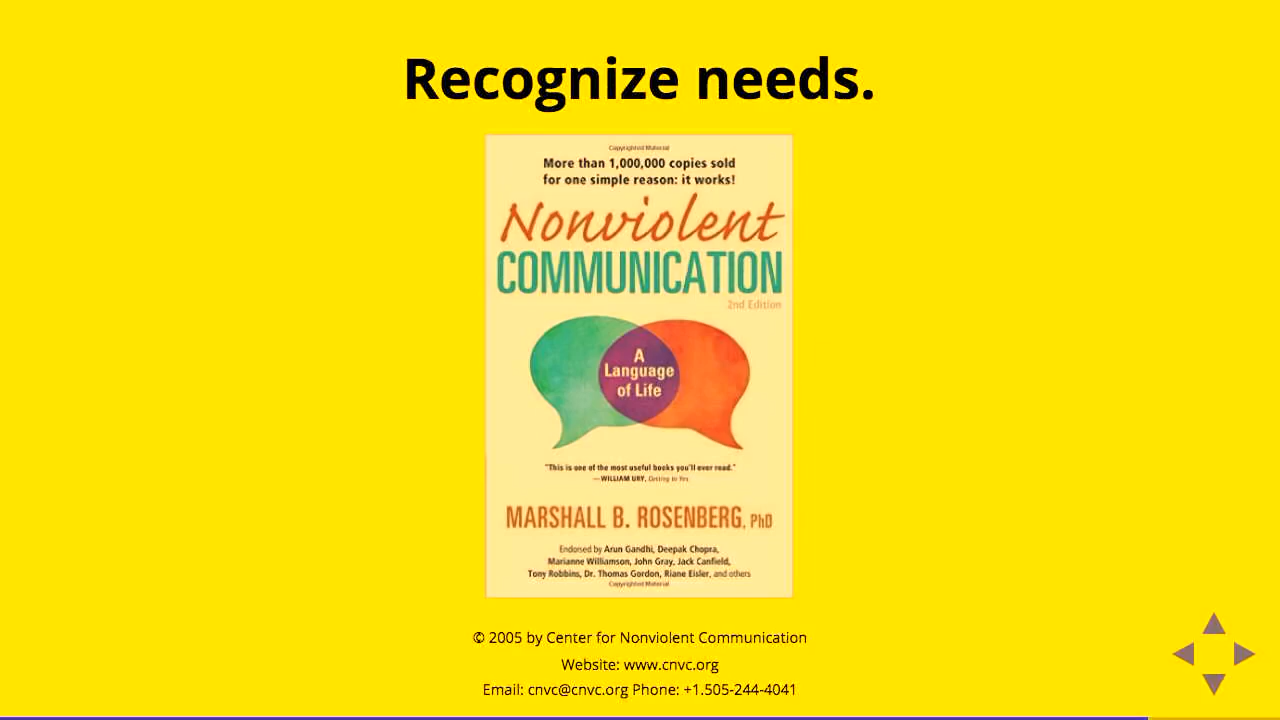 Recognize needs.
Copyrighted Material
More than 1,000,000 copies sold
for one simple reason: it works!
Nonviolent
COMMUNICATION
2nd Edition
A
Language
of Life
"This is one of the most useful books you'll ever read."
—WILLIAM URY, Getting to Yes
MARSHALL B. ROSENBERG, PhD
Endorsed by Arun Gandhi, Deepak Chopra,
Marianne Williamson, John Gray, Jack Canfield,
Tony Robbins, Dr. Thomas Gordon, Riane Eisler, and others
Copyrighted Material
© 2005 by Center for Nonviolent Communication
Website: www.cnvc.org
Email: cnvc@cnvc.org Phone: +1.505-244-4041